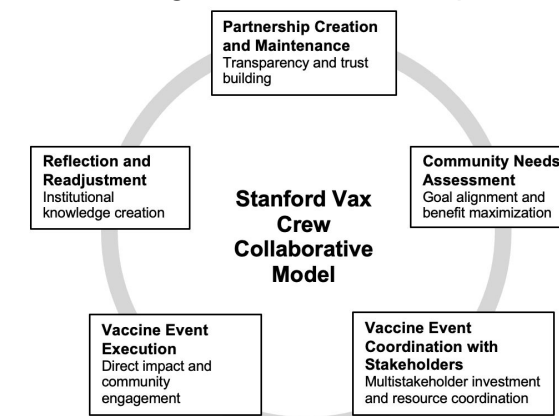 Partnership Creation
and Maintenance
Transparency and trust
building
Community Needs
Assessment
Goal alignment and
benefit maximization
Vaccine Event
Coordination with
Stakeholders
Multistakeholder investment
and resource coordination
Vaccine Event
Execution
Direct impact and
community
engagement
Reflection and
Readjustment
Institutional
knowledge creation
Stanford Vax
Crew
Collaborative
Model